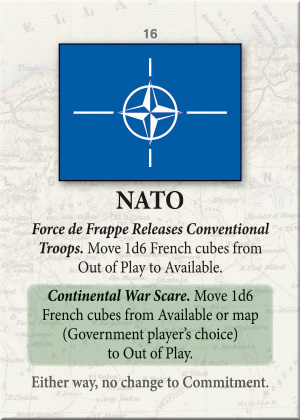 16
NATO
Force de Frappe Releases Conventional
Troops. Move 1d6 French cubes from
Out of Play to Available.
Continental War Scare. Move 1d6
French cubes from Available or map
(Government player's choice)
to Out of Play.
Either way, no change to Commitment.